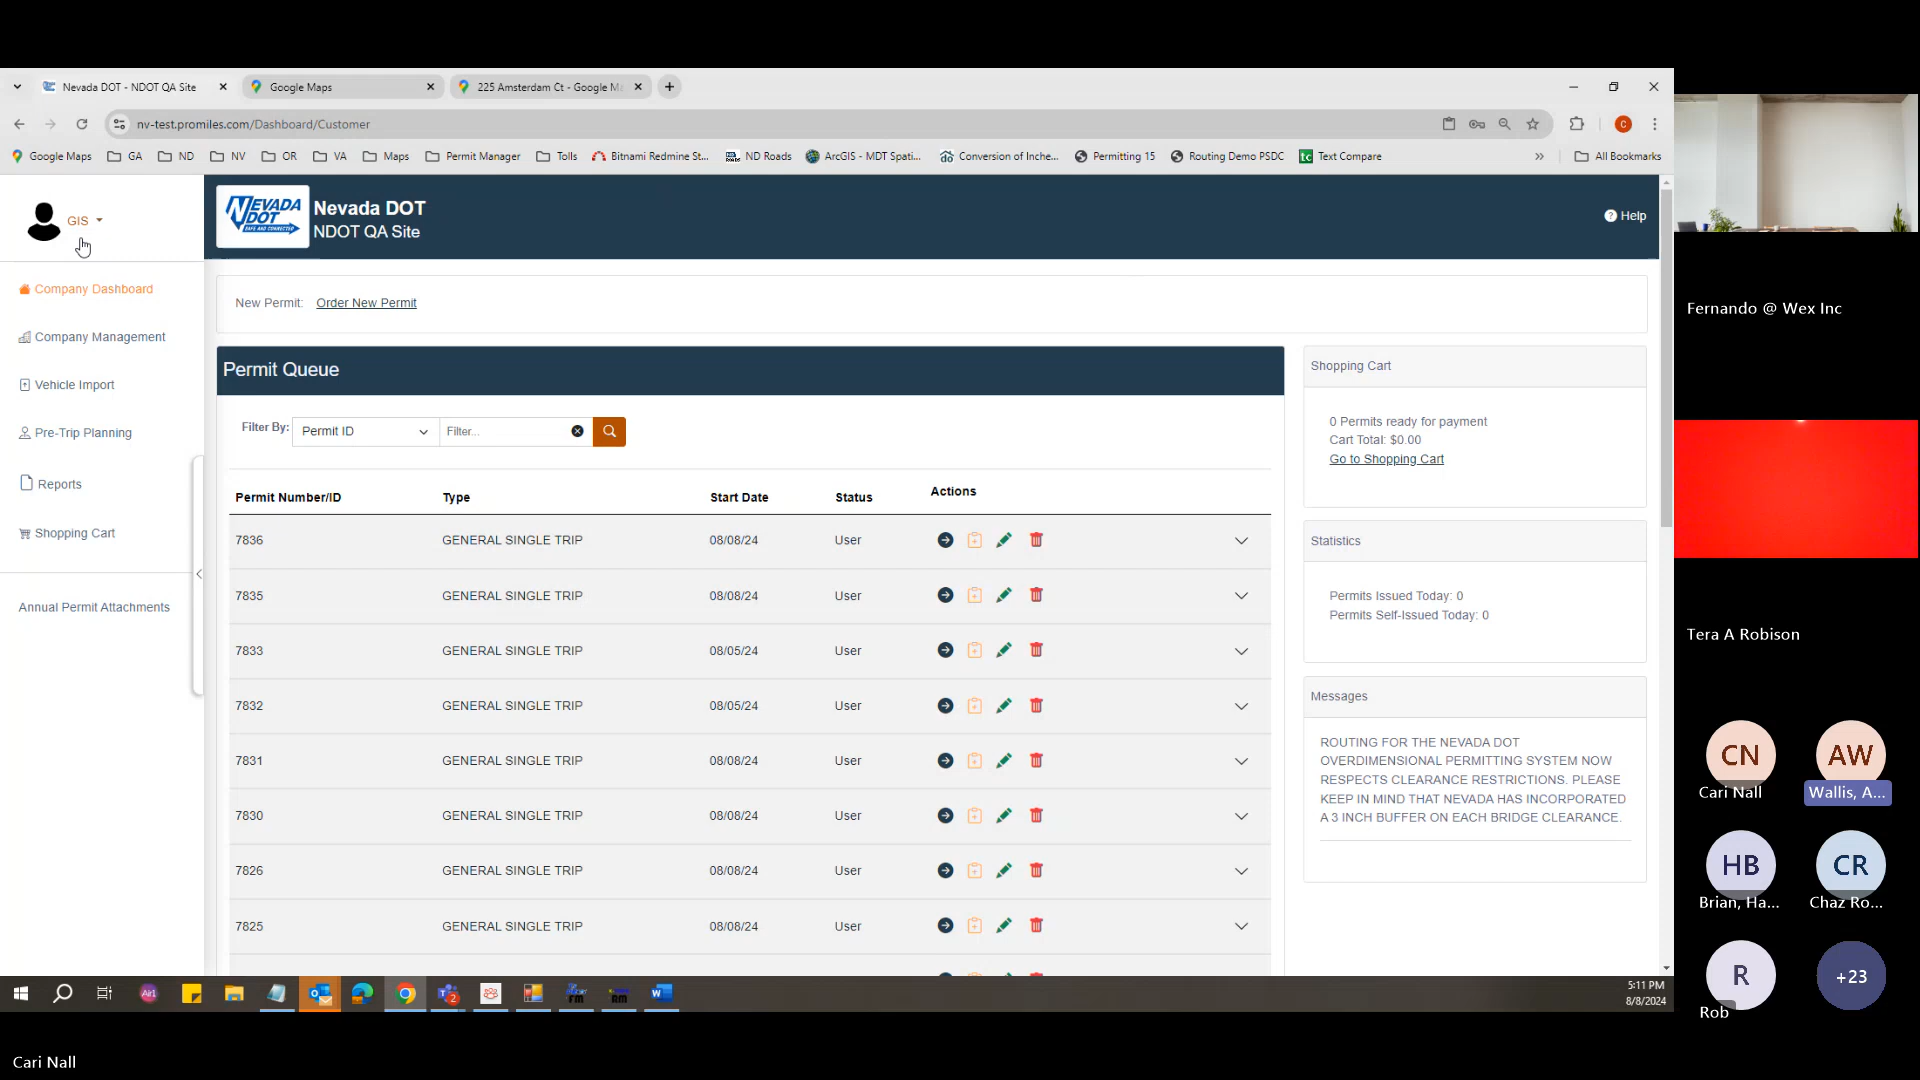 Nevada DOT - NDOT QA Site
Google Maps
225 Amsterdam Ct - Google M
nv-test.promiles.com/Dashboard/Customer
C
Google Maps
GA
ND
NV
OR
VA
Maps
Permit Manager
Tolls
Bitnami Redmine St...
ND Roads
ArcGIS - MDT Spati...
Conversion of Inche...
Permitting 15
Routing Demo PSDC
tc Text Compare
All Bookmarks
GIS
NEVADA
DOT
SAFE AND CONNECTED
Nevada DOT
NDOT QA Site
Help
Company Dashboard
Company Management
Vehicle Import
Pre-Trip Planning
Reports
Shopping Cart
Annual Permit Attachments
New Permit: Order New Permit
Permit Queue
Filter By: Permit ID Filter...
Permit Number/ID Type Start Date Status Actions
7836 GENERAL SINGLE TRIP 08/08/24 User
7835 GENERAL SINGLE TRIP 08/08/24 User
7833 GENERAL SINGLE TRIP 08/05/24 User
7832 GENERAL SINGLE TRIP 08/05/24 User
7831 GENERAL SINGLE TRIP 08/08/24 User
7830 GENERAL SINGLE TRIP 08/08/24 User
7826 GENERAL SINGLE TRIP 08/08/24 User
7825 GENERAL SINGLE TRIP 08/08/24 User
Shopping Cart
0 Permits ready for payment
Cart Total: $0.00
Go to Shopping Cart
Statistics
Permits Issued Today: 0
Permits Self-Issued Today: 0
Messages
ROUTING FOR THE NEVADA DOT
OVERDIMENSIONAL PERMITTING SYSTEM NOW
RESPECTS CLEARANCE RESTRICTIONS. PLEASE
KEEP IN MIND THAT NEVADA HAS INCORPORATED
A 3 INCH BUFFER ON EACH BRIDGE CLEARANCE.
5:11 PM
8/8/2024
Fernando @ Wex Inc
Tera A Robison
CN
Cari Nall
AW
Wallis, A...
HB
Brian, Ha...
CR
Chaz Ro...
R
Rob
+23
Cari Nall